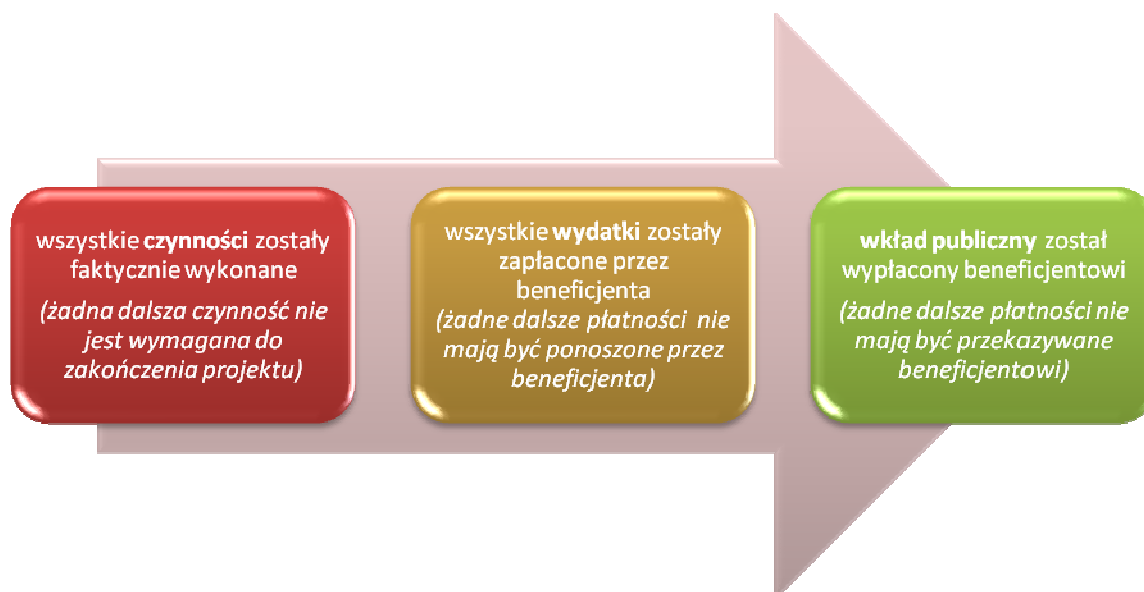 wszystkie czynności zostały
faktycznie wykonane
(żadna dalsza czynność nie
jest wymagana do
zakończenia projektu)
wszystkie wydatki zostały
zapłacone przez
beneficjenta
(żadne dalsze płatności nie
mają być ponoszone przez
beneficjenta)
wkład publiczny został
wypłacony beneficjentowi
(żadne dalsze płatności nie
mają być przekazywane
beneficjentowi)